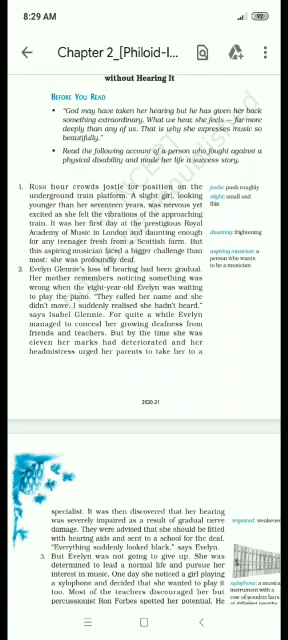 8:29 AM
92
Chapter 2_[Philoid-I...
without Hearing It
BEFORE YOU READ
• "God may have taken her hearing but he has given her back
something extraordinary. What we hear, she feels — far more
deeply than any of us. That is why she expresses music so
beautifully."
• Read the following account of a person who fought against a
physical disability and made her life a success story.
1. RUSH hour crowds jostle for position on the
underground train platform. A slight girl, looking
younger than her seventeen years, was nervous yet
excited as she felt the vibrations of the approaching
train. It was her first day at the prestigious Royal
Academy of Music in London and daunting enough
for any teenager fresh from a Scottish farm. But
this aspiring musician faced a bigger challenge than
most: she was profoundly deaf.
jostle: push roughly
slight: small and
thin
daunting: frightening
aspiring musician: a
person who wants
to be a musician
2. Evelyn Glennie's loss of hearing had been gradual.
Her mother remembers noticing something was
wrong when the eight-year-old Evelyn was waiting
to play the piano. "They called her name and she
didn't move. I suddenly realised she hadn't heard,"
says Isabel Glennie. For quite a while Evelyn
managed to conceal her growing deafness from
friends and teachers. But by the time she was
eleven her marks had deteriorated and her
headmistress urged her parents to take her to a
2020-21
specialist. It was then discovered that her hearing
was severely impaired as a result of gradual nerve
damage. They were advised that she should be fitted
with hearing aids and sent to a school for the deaf.
"Everything suddenly looked black," says Evelyn.
impaired: weakened
3. But Evelyn was not going to give up. She was
determined to lead a normal life and pursue her
interest in music. One day she noticed a girl playing
a xylophone and decided that she wanted to play it
too. Most of the teachers discouraged her but
percussionist Ron Forbes spotted her potential. He
xylophone: a musical
instrument with a
row of wooden bars
of different lengths